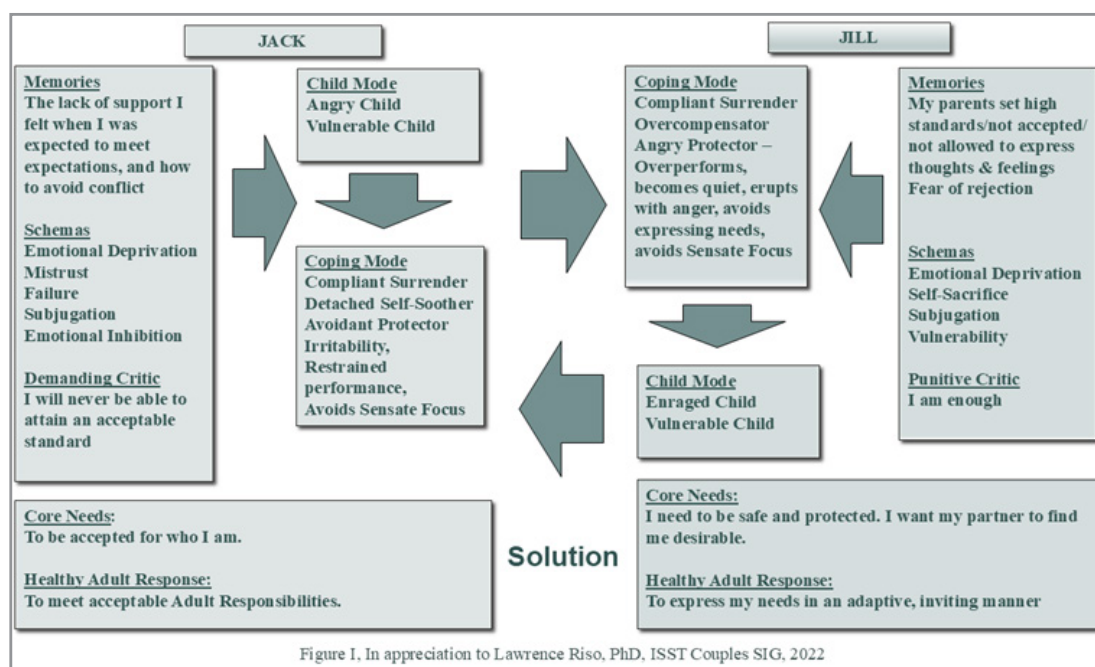 JACK
Memories
The lack of support I
felt when I was
expected to meet
expectations, and how
to avoid conflict
Schemas
Emotional Deprivation
Mistrust
Failure
Subjugation
Emotional Inhibition
Demanding Critic
I will never be able to
attain an acceptable
standard
Child Mode
Angry Child
Vulnerable Child
Coping Mode
Compliant Surrender
Detached Self-Soother
Avoidant Protector
Irritability,
Restrained
performance,
Avoids Sensate Focus
JILL
Coping Mode
Compliant Surrender
Overcompensator
Angry Protector –
Overperforms,
becomes quiet, erupts
with anger, avoids
expressing needs,
avoids Sensate Focus
Child Mode
Enraged Child
Vulnerable Child
Memories
My parents set high
standards/not accepted/
not allowed to express
thoughts & feelings
Fear of rejection
Schemas
Emotional Deprivation
Self-Sacrifice
Subjugation
Vulnerability
Punitive Critic
I am enough
Core Needs:
To be accepted for who I am.
Healthy Adult Response:
To meet acceptable Adult Responsibilities.
Solution
Core Needs:
I need to be safe and protected. I want my partner to find
me desirable.
Healthy Adult Response:
To express my needs in an adaptive, inviting manner
Figure I, In appreciation to Lawrence Riso, PhD, ISST Couples SIG, 2022